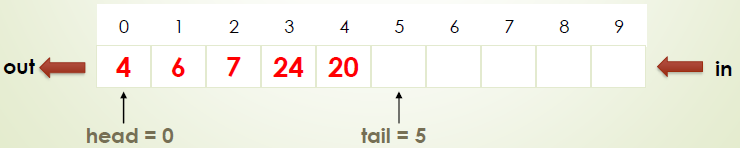 0 1 2 3 4 5 6 7 8 9
out 4 6 7 24 20 in
head = 0 tail = 5